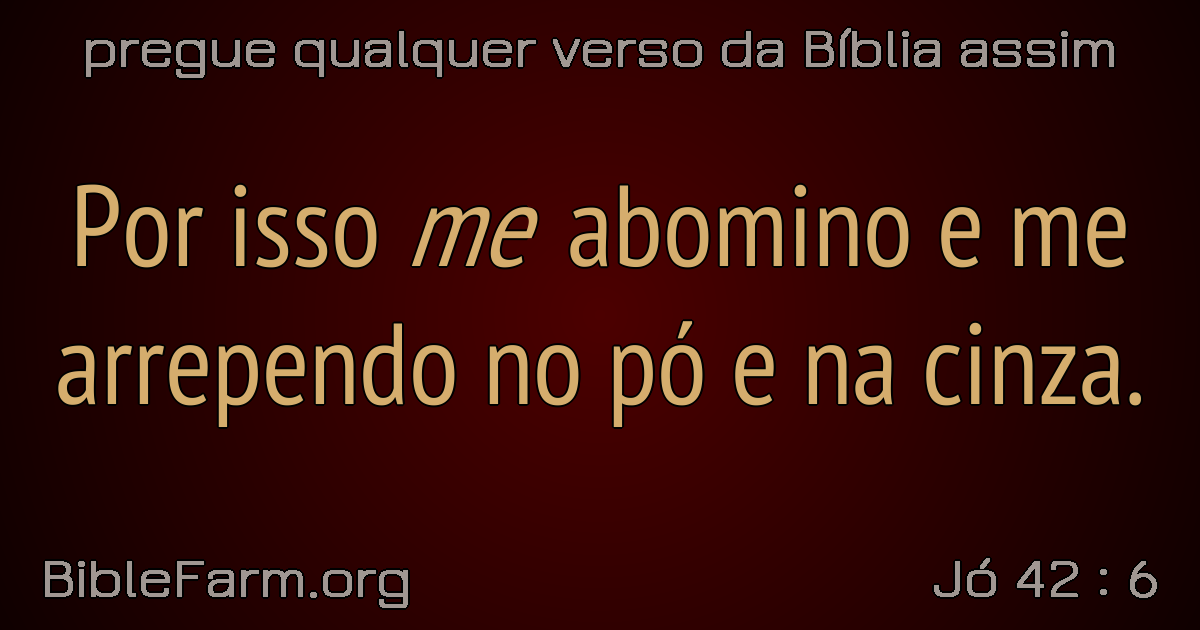 pregue qualquer verso da Bíblia assim
Por isso me abomino e me
arrependo no pó e na cinza.
BibleFarm.org
Jó 42 : 6